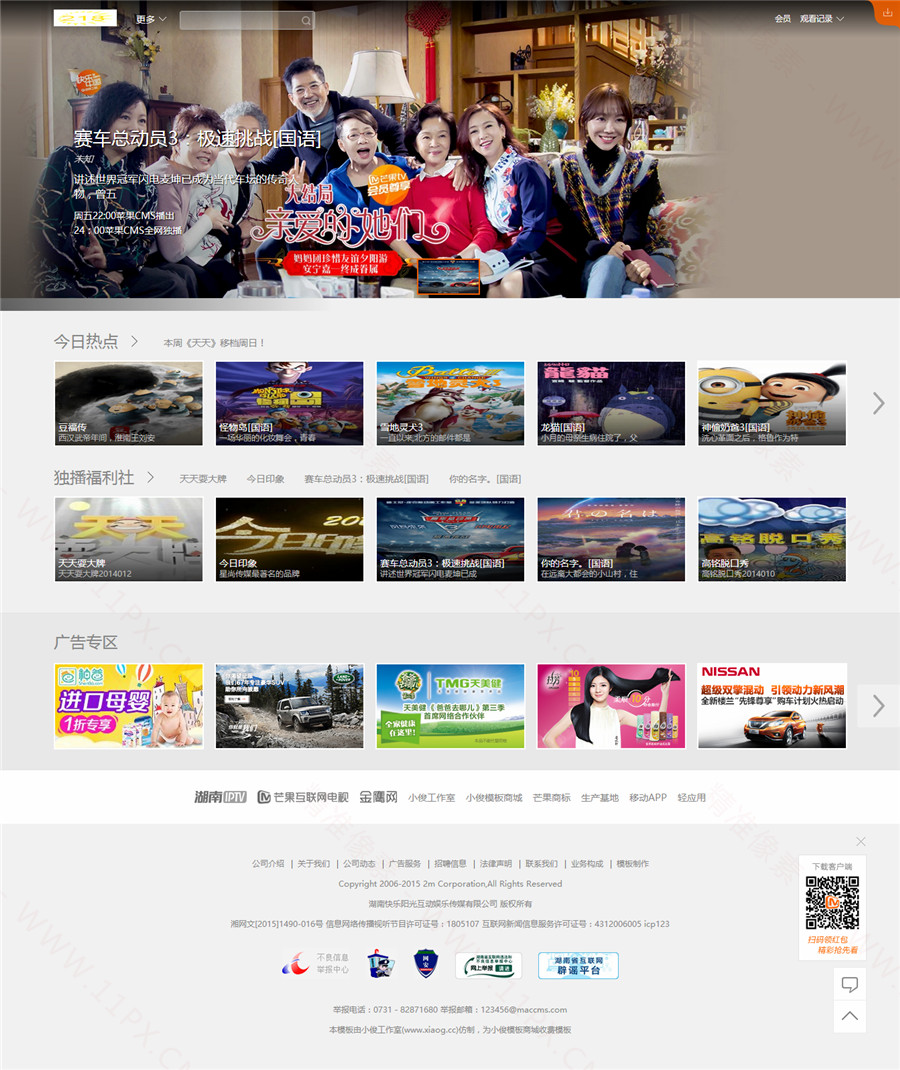 更多
会员 观看记录
快乐中国
赛车总动员3：极速挑战[国语]
未知
讲述世界冠军闪电麦坤已成为当代车坛的传奇人
物，曾五
周五22:00苹果CMS播出
24：00苹果CMS全网独播
芒果tv
会员尊享
大结局
亲爱的她们
妈妈团珍惜友谊夕阳游
安宁嘉一终成眷属
今日热点 本周《天天》移档周日！
豆福传
西汉武帝年间，淮南王刘安
怪物岛[国语]
一场华丽的化妆舞会，青春
雪地灵犬3
一直以来,北方的邮件都是
龙猫[国语]
小月的母亲生病住院了，父
神偷奶爸3[国语]
洗心革面之后，格鲁作为特
独播福利社 天天耍大牌 今日印象 赛车总动员3：极速挑战[国语] 你的名字。[国语]
天天耍大牌
天天耍大牌2014012
今日印象
星尚传媒最著名的品牌
赛车总动员3：极速挑战[国语]
讲述世界冠军闪电麦坤已成
你的名字。[国语]
在远离大都会的小山村，住
高铭脱口秀
高铭脱口秀2014010
广告专区
进口母婴
1折专享
TMG天美健
天美健《爸爸去哪儿》第三季
首席网络合作伙伴
全家健康
在这里!
NISSAN
超级双擎混动 引领动力新风潮
全新楼兰"先锋尊享"购车计划火热启动
湖南IPTV 芒果互联网电视 金鹰网 小俊工作室 小俊模板商城 芒果商标 生产基地 移动APP 轻应用
公司介绍 | 关于我们 | 公司动态 | 广告服务 | 招聘信息 | 法律声明 | 联系我们 | 业务构成 | 模板制作
Copyright 2006-2015 2m Corporation,All Rights Reserved
湖南快乐阳光互动娱乐传媒有限公司 版权所有
湘网文[2015]1490-016号 信息网络传播视听节目许可证号：1805107 互联网新闻信息服务许可证号：4312006005 icp123
下载客户端
扫码领红包
精彩抢先看
不良信息
举报中心
网安
网上举报
湖南省互联网
辟谣平台
举报电话：0731 - 82871680 举报邮箱：123456@maccms.com
本模板由小俊工作室(www.xiaog.cc)仿制，为小俊模板商城收囊模板